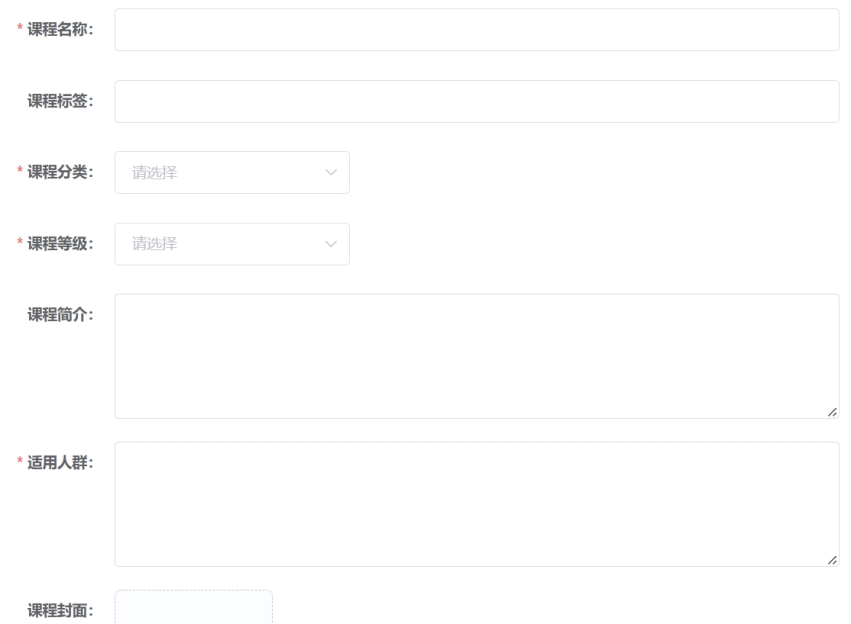 * 课程名称：
课程标签：
* 课程分类： 请选择
* 课程等级： 请选择
课程简介：
* 适用人群：
课程封面：